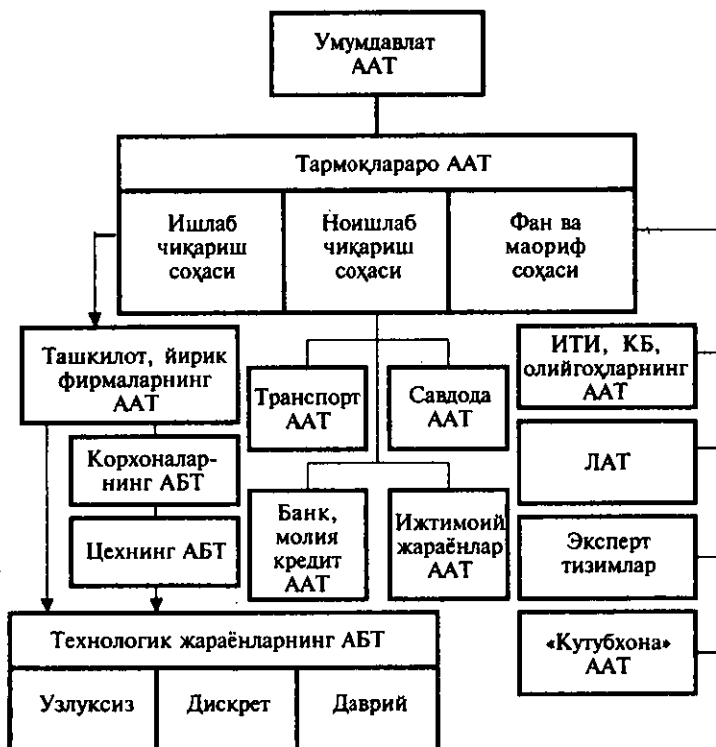 Умумдавлат
ААТ
Тармоқлараро ААТ
Ишлаб
чиқариш
соҳаси
Ноишлаб
чиқариш
соҳаси
Фан ва
маориф
соҳаси
Ташкилот, йирик
фирмаларнинг
ААТ
Транспорт
ААТ
Савдода
ААТ
ИТИ, КБ,
олийгоҳларнинг
ААТ
Корхоналар-
нинг АБТ
ЛАТ
Цехнинг АБТ
Банк,
молия
кредит
ААТ
Ижтимоий
жараёнлар
ААТ
Эксперт
тизимлар
Технологик жараёнларнинг АБТ
Узлуксиз
Дискрет
Даврий
«Кутубхона»
ААТ